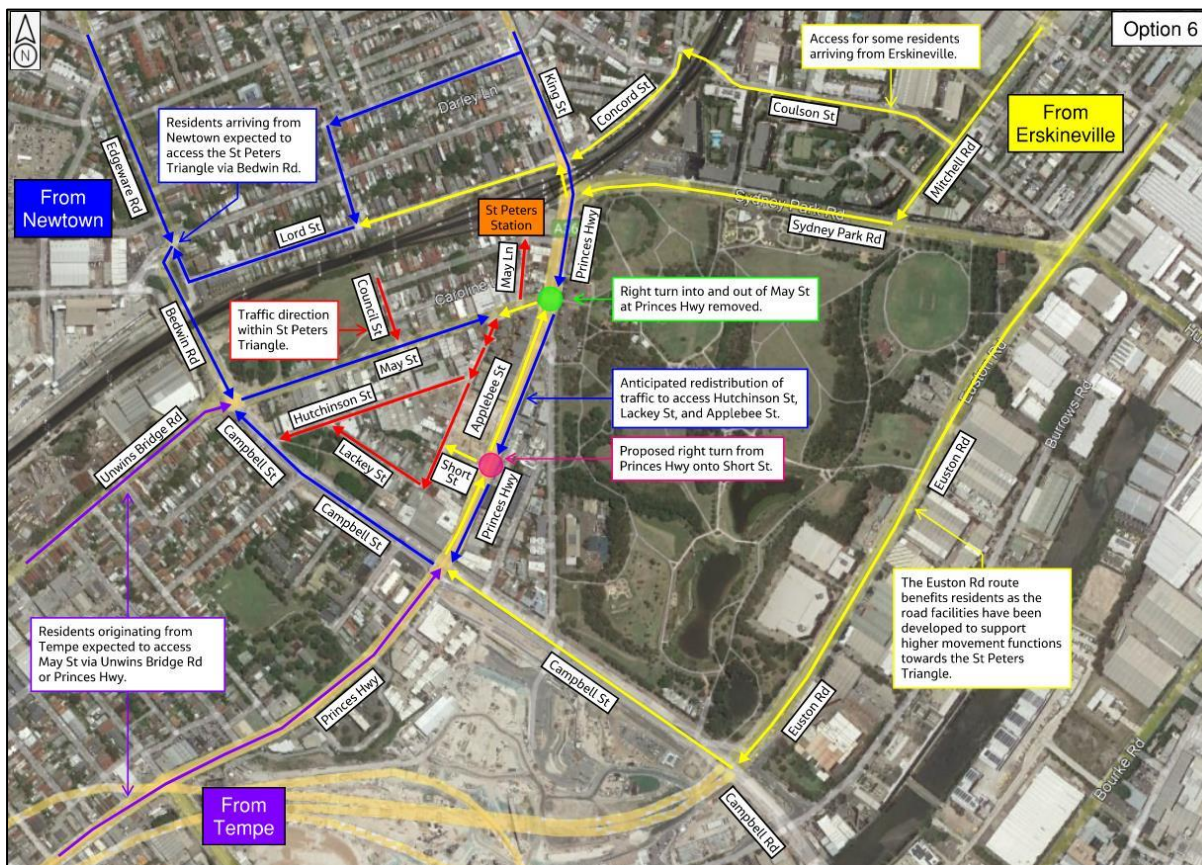 Option 6
N
Access for some residents
arriving from Erskineville.
King St
Darley Ln
Concord St
Coulson St
From
Erskineville
Residents arriving from
Newtown expected to
access the St Peters
Triangle via Bedwin Rd.
Edgeware Rd
Mitchell Rd
From
Newtown
Sydney Park Rd
Sydney Park Rd
St Peters
Station
Lord St
A36
Princes Hwy
May Ln
Caroline
Council St
Right turn into and out of May St
at Princes Hwy removed.
Traffic direction
within St Peters
Triangle.
Bedwin Rd
May St
Euston Rd
Burrows Rd
Applebee St
Anticipated redistribution of
traffic to access Hutchinson St,
Lackey St, and Applebee St.
Hutchinson St
Unwins Bridge Rd
Campbell St
Lackey St
Short
St
Proposed right turn from
Princes Hwy onto Short St.
Euston Rd
Princes Hwy
Campbell St
The Euston Rd route
benefits residents as the
road facilities have been
developed to support
higher movement functions
towards the St Peters
Triangle.
Residents originating from
Tempe expected to access
May St via Unwins Bridge Rd
or Princes Hwy.
Princes Hwy
Campbell St
Euston Rd
Bourke Rd
From
Tempe
Campbell Rd